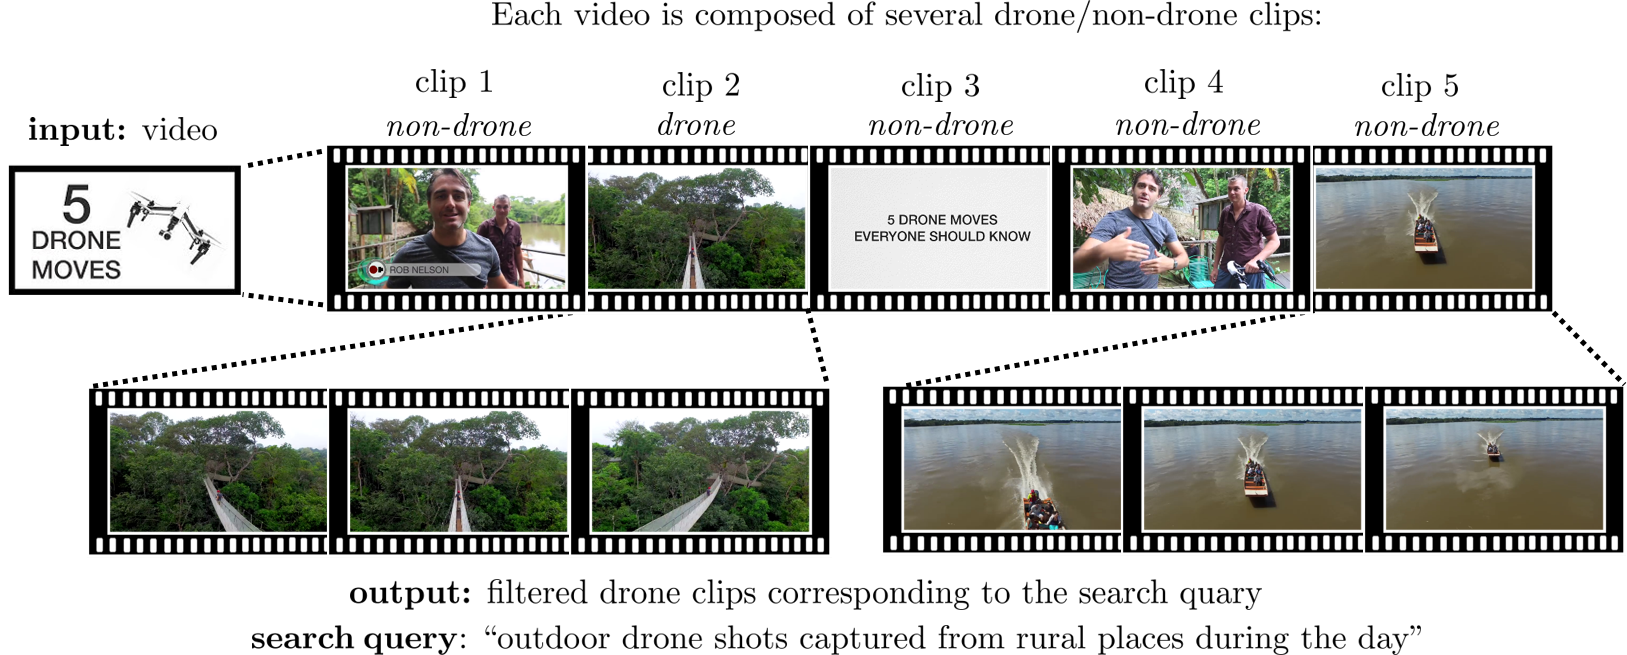 Each video is composed of several drone/non-drone clips:
clip 1
non-drone
clip 2
drone
clip 3
non-drone
clip 4
non-drone
clip 5
non-drone
input: video
5
DRONE
MOVES
ROB NELSON
5 DRONE MOVES
EVERYONE SHOULD KNOW
output: filtered drone clips corresponding to the search quary
search query: “outdoor drone shots captured from rural places during the day”